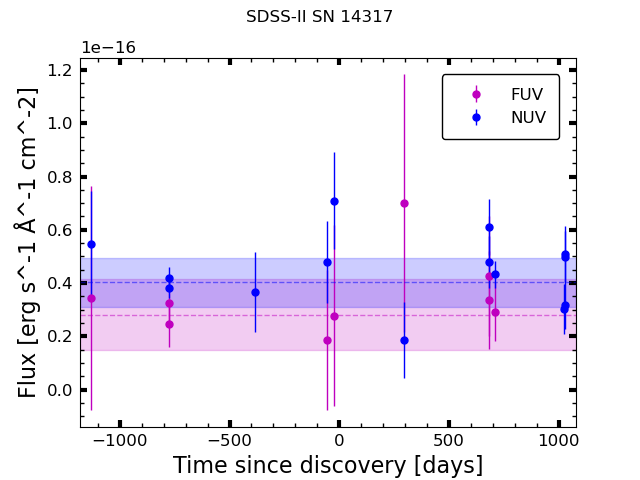 SDSS-II SN 14317
1e−16
FUV
NUV
1.2
1.0
0.8
0.6
0.4
0.2
0.0
Flux [erg s^-1 Å^-1 cm^-2]
−1000
−500
0
500
1000
Time since discovery [days]